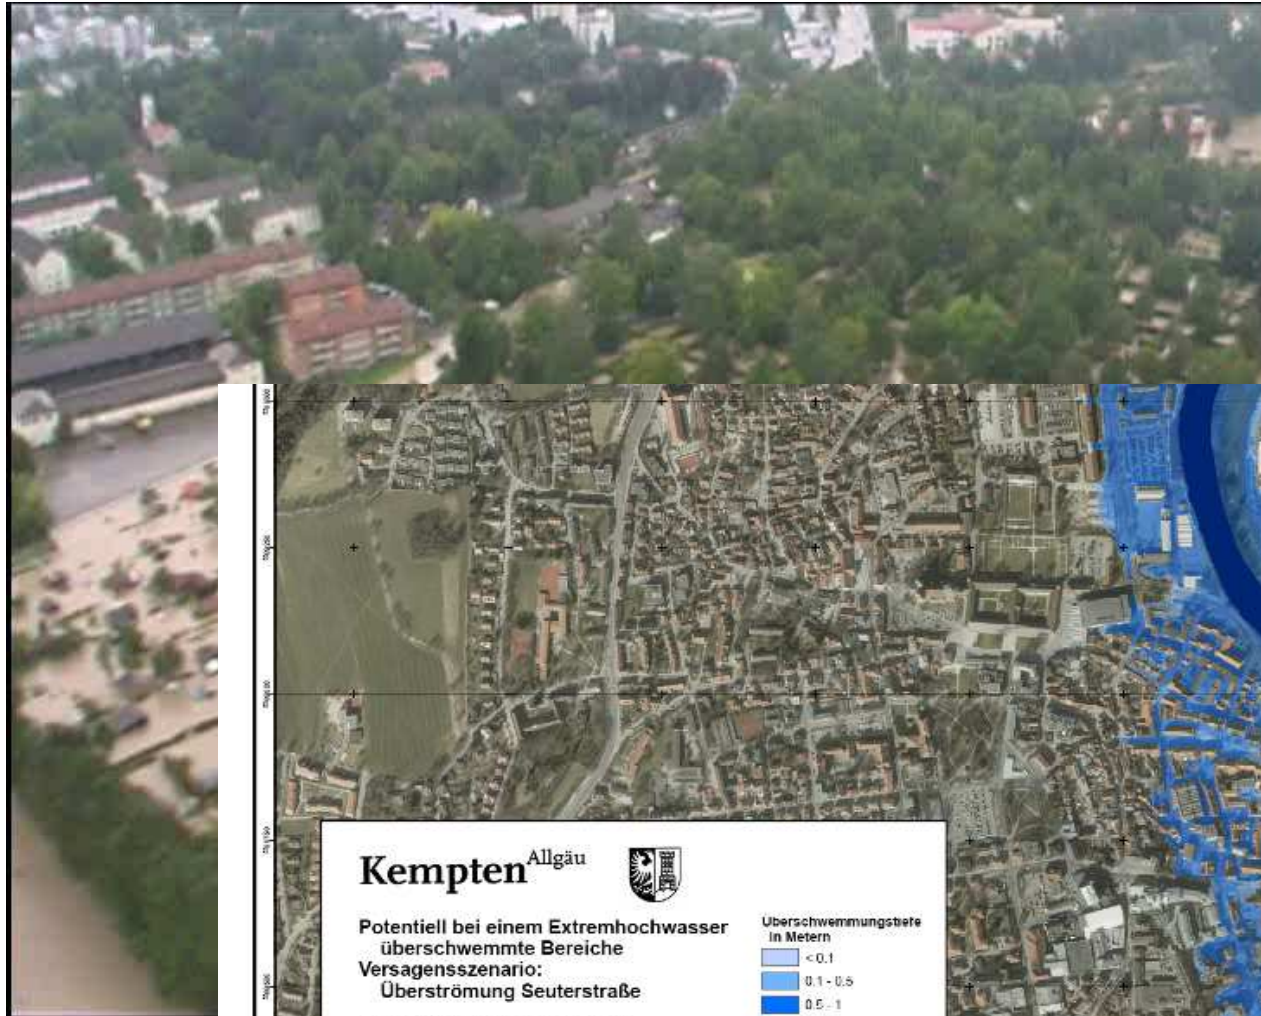 Kempten Allgäu
Potentiell bei einem Extremhochwasser
überschwemmte Bereiche
Versagensszenario:
Überströmung Seuterstraße
Überschwemmungstiefe
in Metern
< 0.1
0.1 - 0.5
0.5 - 1